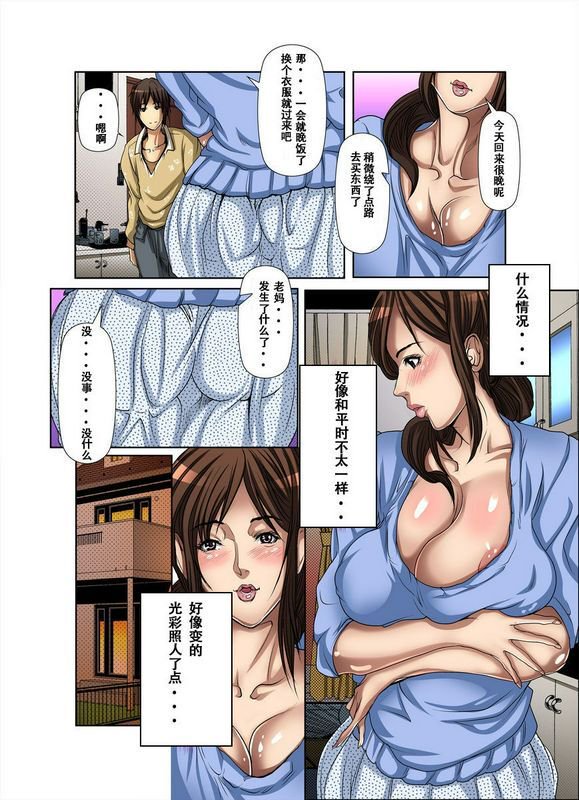 今天回来很晚呢
稍微绕了点路
去买东西了
那・・・一会就晚饭了
换个衣服就过来吧
・・・嗯啊
什么情况・・・
好像和平时不太一样・・
老妈・・・
发生了什么了・・
没・・・没事・・・没什么
好像变的
光彩照人了点
・・・